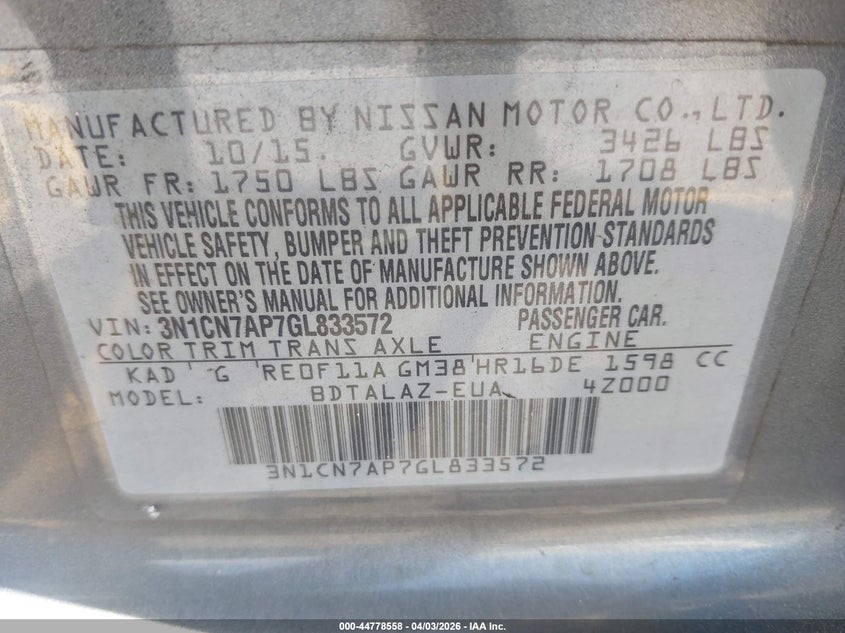 MANUFACTURED BY NISSAN MOTOR CO., LTD.
DATE: 10/15. GVWR: 3426 LBS
GAWR FR: 1750 LBS GAWR RR: 1708 LBS
THIS VEHICLE CONFORMS TO ALL APPLICABLE FEDERAL MOTOR
VEHICLE SAFETY, BUMPER AND THEFT PREVENTION STANDARDS
IN EFFECT ON THE DATE OF MANUFACTURE SHOWN ABOVE.
SEE OWNER'S MANUAL FOR ADDITIONAL INFORMATION.
VIN: 3N1CN7AP7GL833572 PASSENGER CAR.
COLOR TRIM TRANS AXLE ENGINE
KAD G RE0F11A GM38 HR16DE 1598 CC
MODEL: BDTALAZ-EUA 4Z000
3N1CN7AP7GL833572
000-44778558 - 04/03/2026 - IAA Inc.